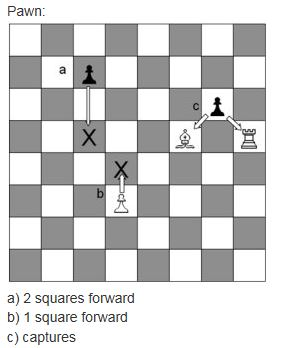 Pawn:
a
c
X
X
b
a) 2 squares forward
b) 1 square forward
c) captures